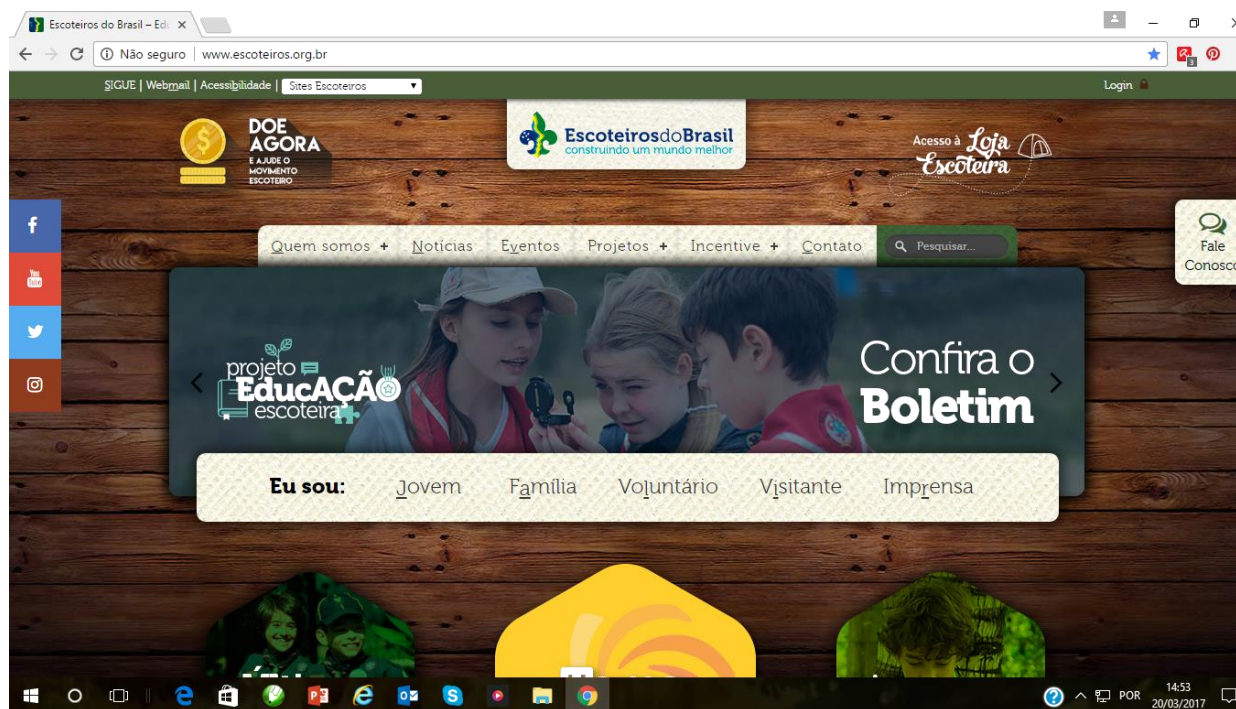 Escoteiros do Brasil – Edu
Não seguro | www.escoteiros.org.br
3
SIGUE | Webmail | Acessibilidade | Sites Escoteiros
Login
DOE
AGORA
E AJUDE O
MOVIMENTO
ESCOTEIRO
EscoteirosdoBrasil
construindo um mundo melhor
Acesso à Loja
Escoteira
Quem somos + Notícias Eventos Projetos + Incentive + Contato Pesquisar...
Fale
Conosco
You
Tube
projeto
EducAÇÃO
escoteira
Confira o
Boletim
Eu sou: Jovem Família Voluntário Visitante Imprensa
POR
14:53
20/03/2017